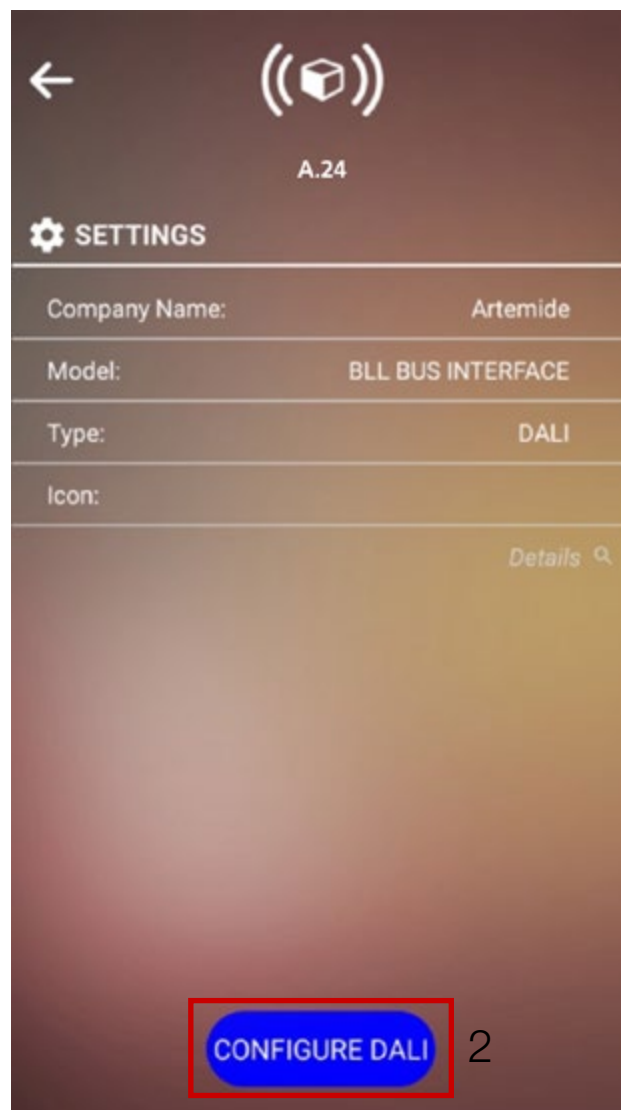 A.24
SETTINGS
Company Name: Artemide
Model: BLL BUS INTERFACE
Type: DALI
Icon:
Details
CONFIGURE DALI 2